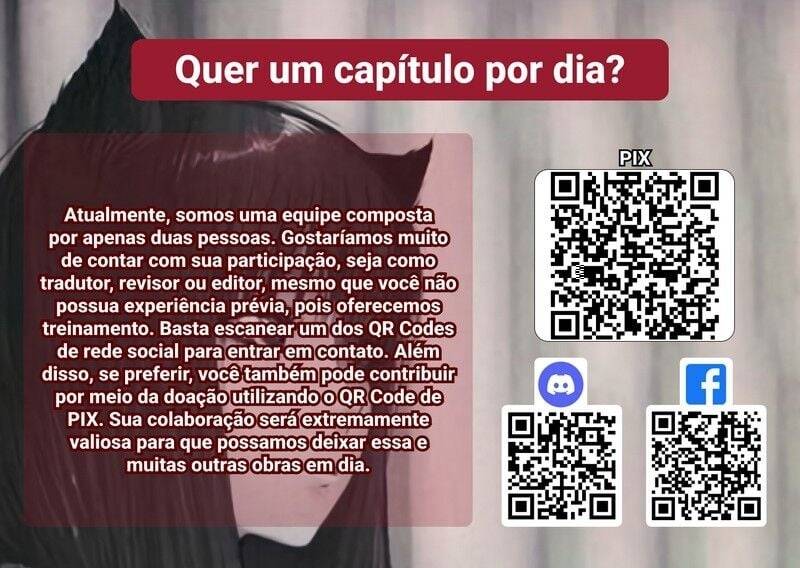 Quer um capítulo por dia?
Atualmente, somos uma equipe composta
por apenas duas pessoas. Gostaríamos muito
de contar com sua participação, seja como
tradutor, revisor ou editor, mesmo que você não
possua experiência prévia, pois oferecemos
treinamento. Basta escanear um dos QR Codes
de rede social para entrar em contato. Além
disso, se preferir, você também pode contribuir
por meio da doação utilizando o QR Code de
PIX. Sua colaboração será extremamente
valiosa para que possamos deixar essa e
muitas outras obras em dia.
PIX